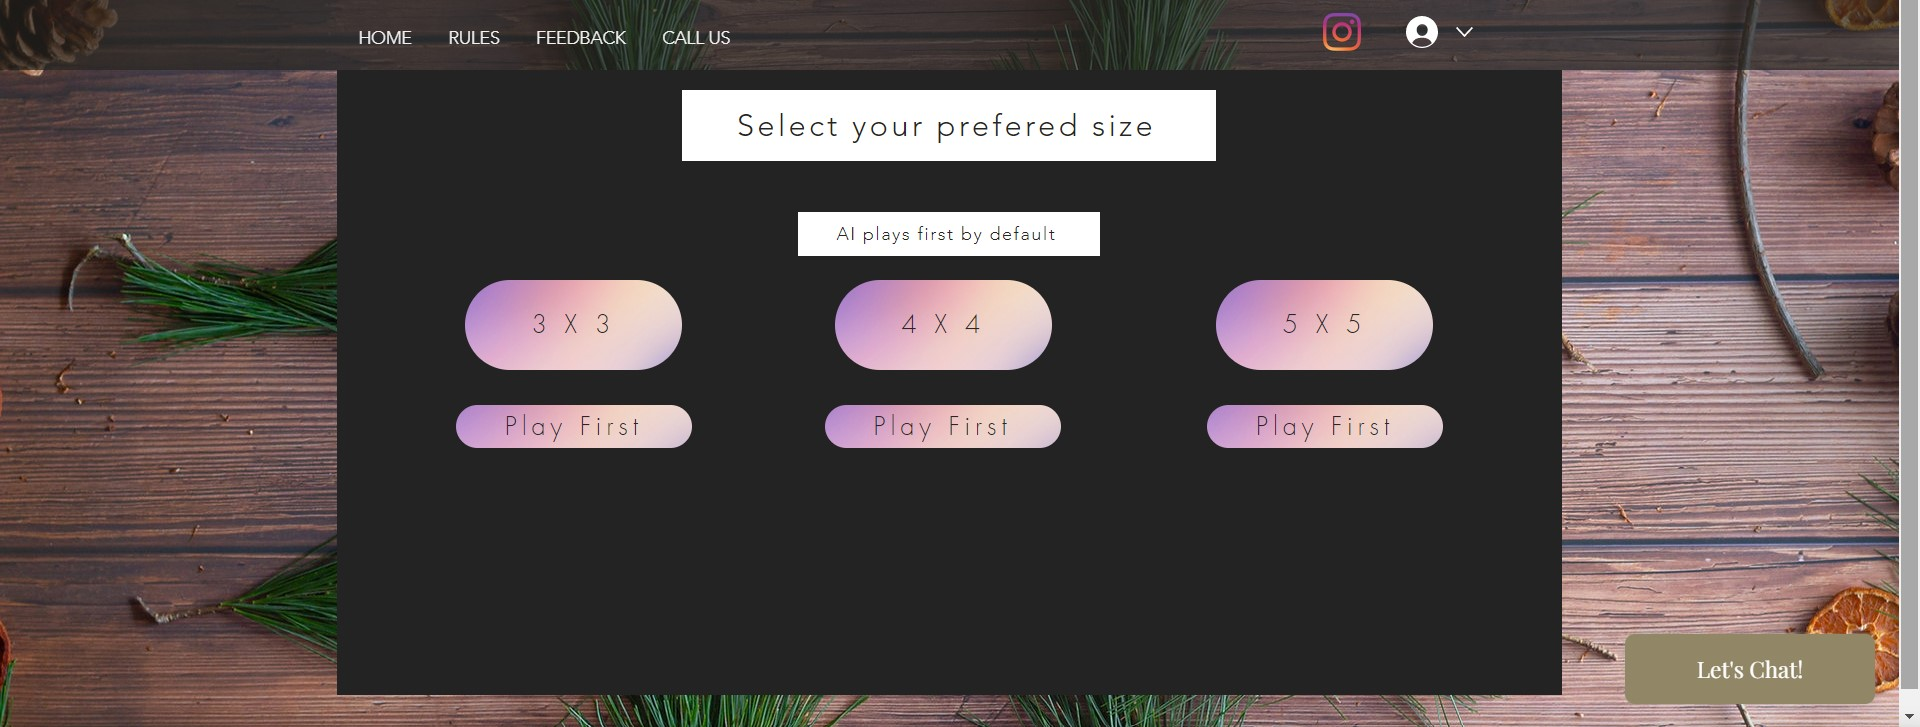 HOME RULES FEEDBACK CALL US
Select your prefered size
AI plays first by default
3 X 3 4 X 4 5 X 5
Play First Play First Play First
Let's Chat!